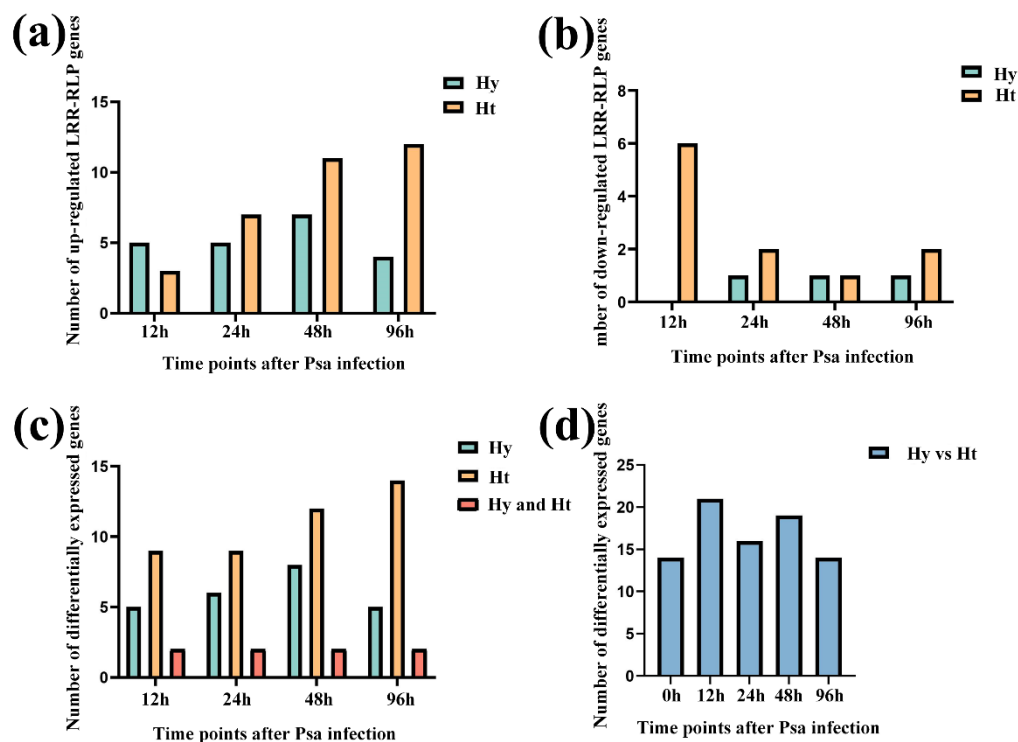 (a)
Number of up-regulated LRR-RLP genes
Hy
Ht
15
10
5
0
12h 24h 48h 96h
Time points after Psa infection
(b)
mber of down-regulated LRR-RLP genes
Hy
Ht
8
6
4
2
0
12h 24h 48h 96h
Time points after Psa infection
(c)
Number of differentially expressed genes
Hy
Ht
Hy and Ht
15
10
5
0
12h 24h 48h 96h
Time points after Psa infection
(d)
Number of differentially expressed genes
Hy vs Ht
25
20
15
10
5
0
0h 12h 24h 48h 96h
Time points after Psa infection